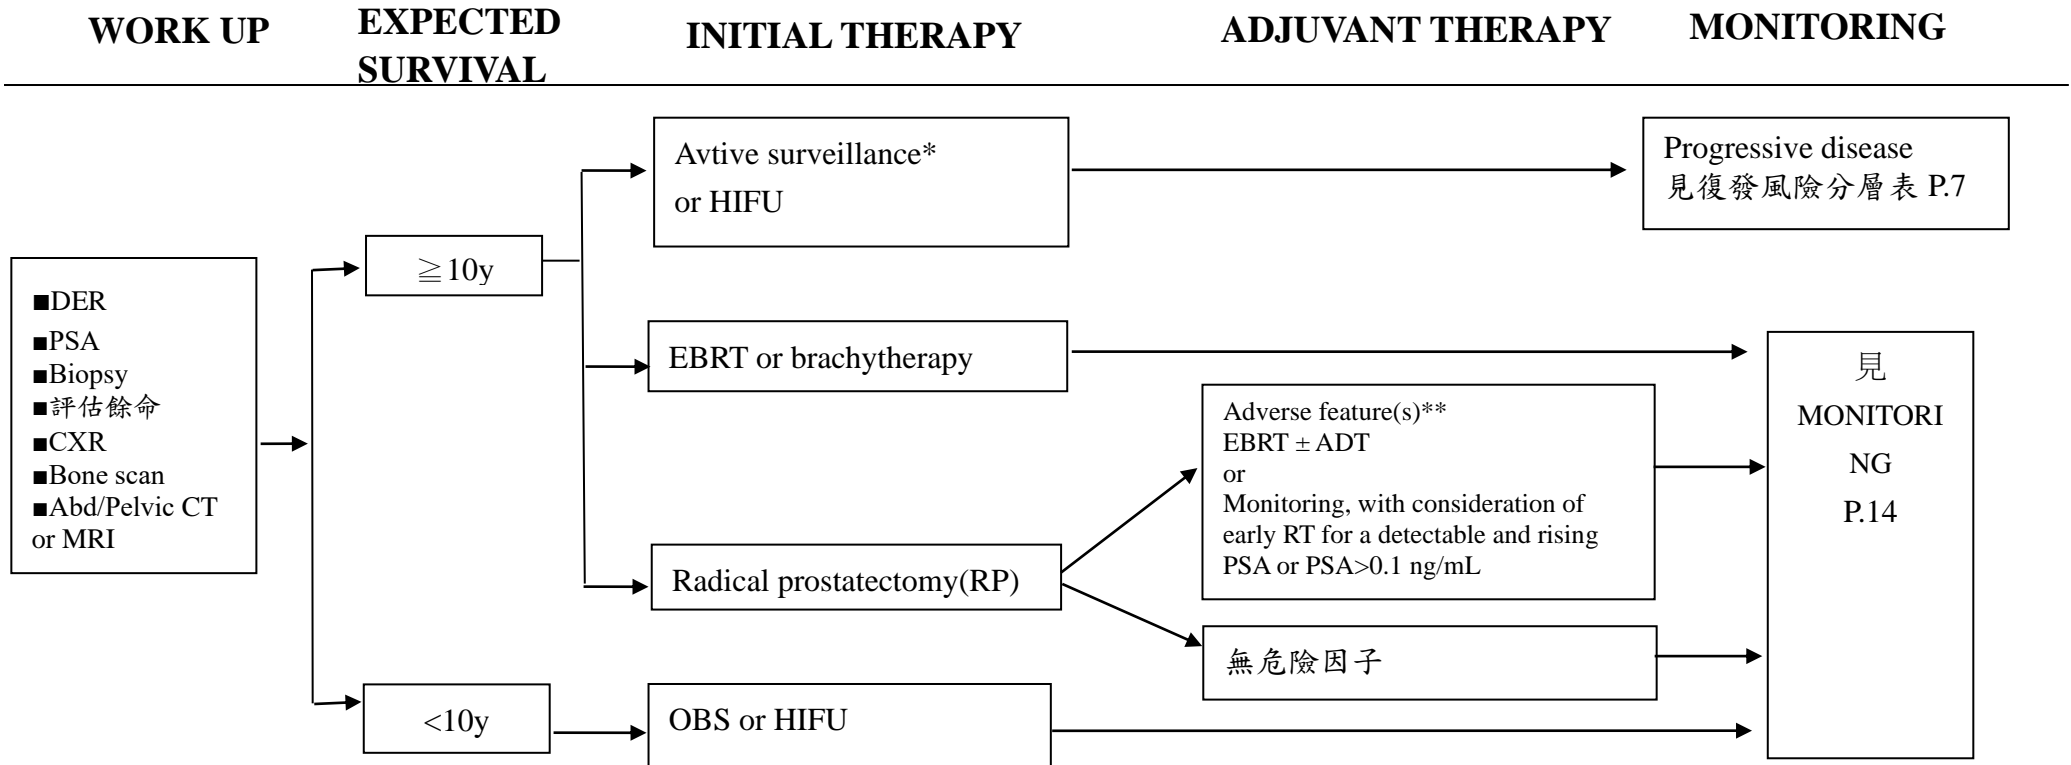 WORK UP
EXPECTED
SURVIVAL
INITIAL THERAPY
ADJUVANT THERAPY
MONITORING
■DER
■PSA
■Biopsy
■評估餘命
■CXR
■Bone scan
■Abd/Pelvic CT
or MRI
≧10y
<10y
Avtive surveillance*
or HIFU
EBRT or brachytherapy
Radical prostatectomy(RP)
OBS or HIFU
Adverse feature(s)**
EBRT ± ADT
or
Monitoring, with consideration of
early RT for a detectable and rising
PSA or PSA>0.1 ng/mL
無危險因子
Progressive disease
見復發風險分層表 P.7
見
MONITORI
NG
P.14